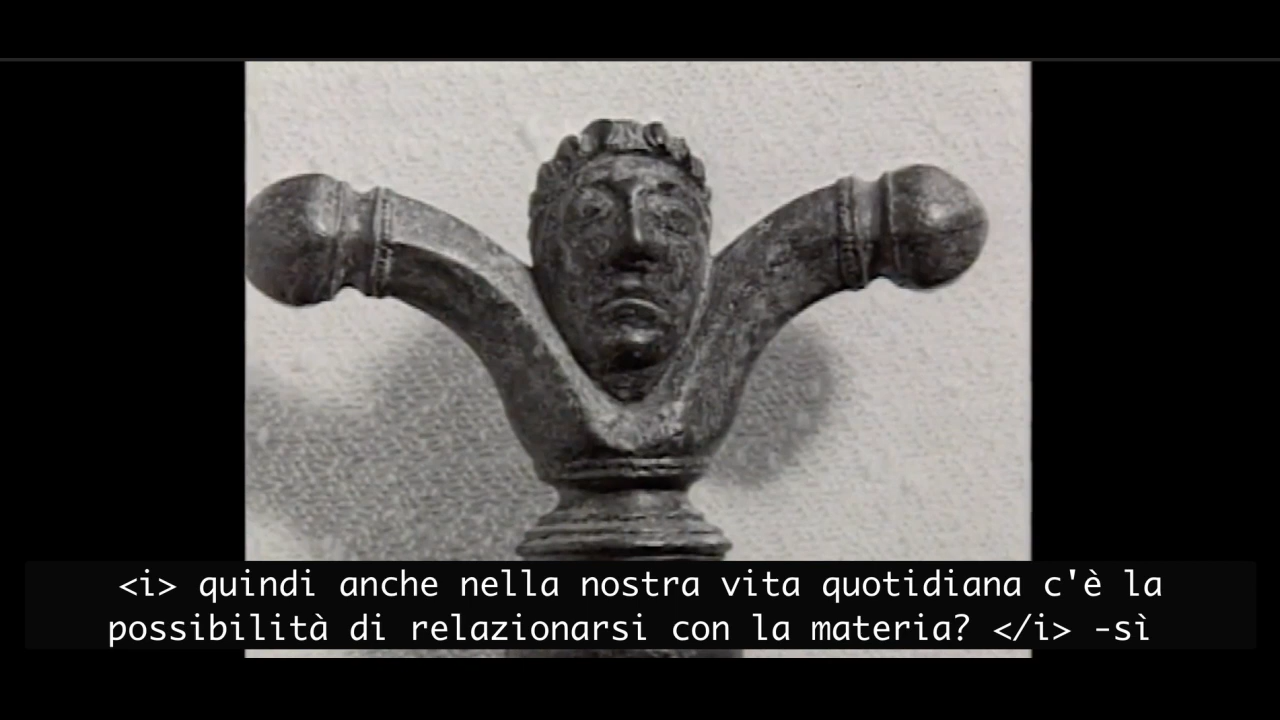 <i> quindi anche nella nostra vita quotidiana c'è la
possibilità di relazionarsi con la materia? </i> -sì